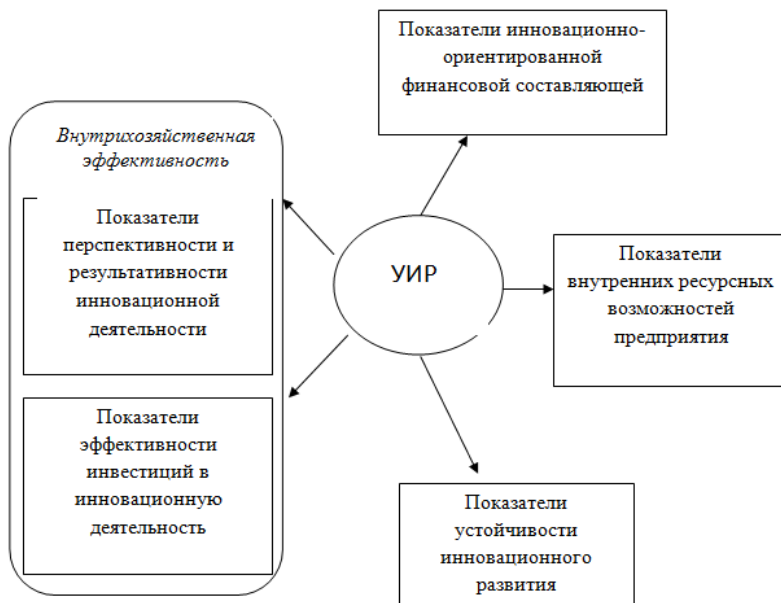 Показатели инновационно-
ориентированной
финансовой составляющей
Внутрихозяйственная
эффективность
Показатели
перспективности и
результативности
инновационной
деятельности
УИР
Показатели
внутренних ресурсных
возможностей
предприятия
Показатели
эффективности
инвестиций в
инновационную
деятельность
Показатели
устойчивости
инновационного
развития